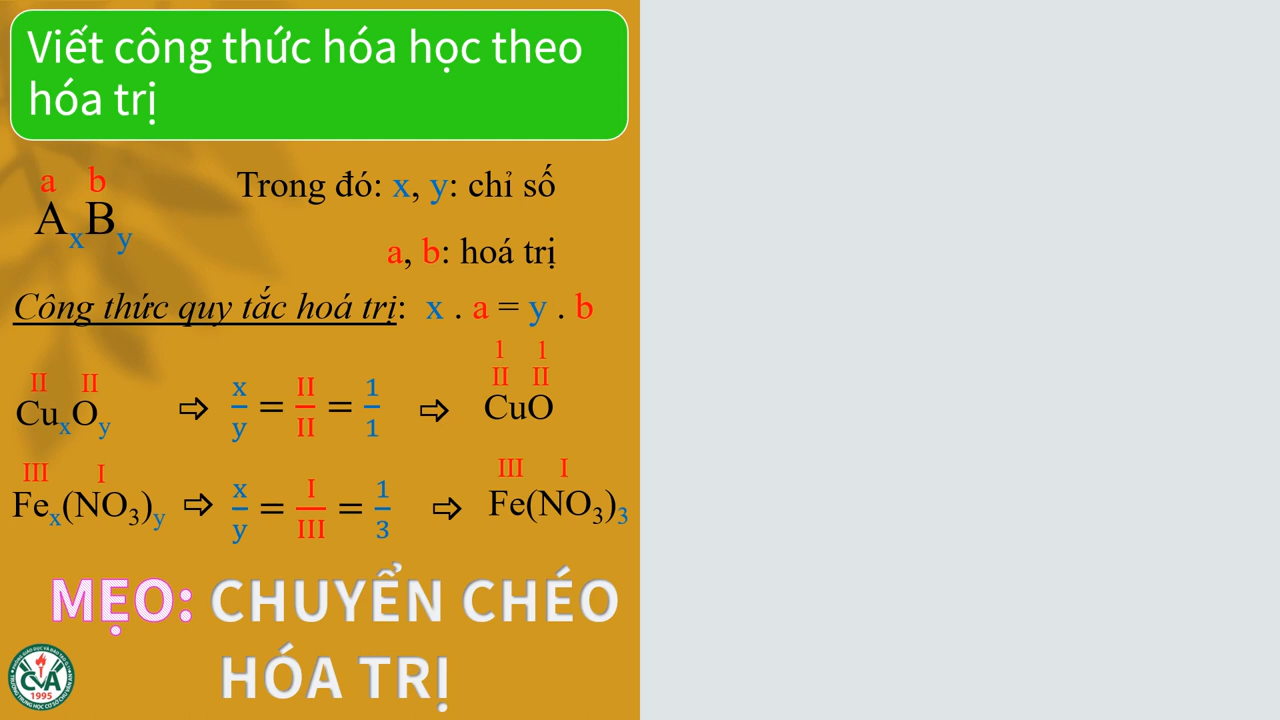 Viết công thức hóa học theo
hóa trị
a b
AxBy
Trong đó: x, y: chỉ số
a, b: hoá trị
Công thức quy tắc hoá trị: x . a = y . b
II II
CuxOy ⇨ x/y = II/II = 1/1 ⇨
1 1
II II
CuO
III I
Fex(NO3)y ⇨ x/y = I/III = 1/3 ⇨
III I
Fe(NO3)3
MẸO: CHUYỂN CHÉO
HÓA TRỊ
CVA
1995